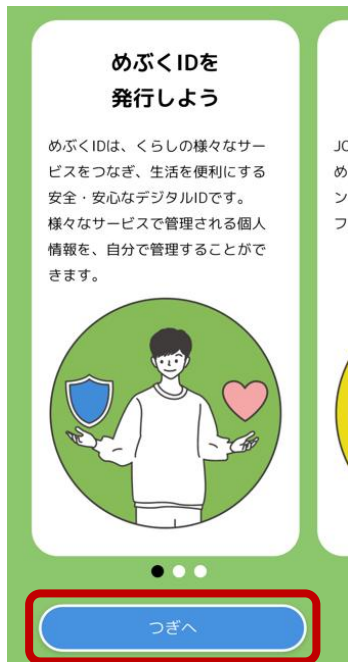 めぶくIDを
発行しよう
めぶくIDは、くらしの様々なサー
ビスをつなぎ、生活を便利にする
安全・安心なデジタルIDです。
様々なサービスで管理される個人
情報を、自分で管理することがで
きます。
JO
め
ン
フ
つぎへ